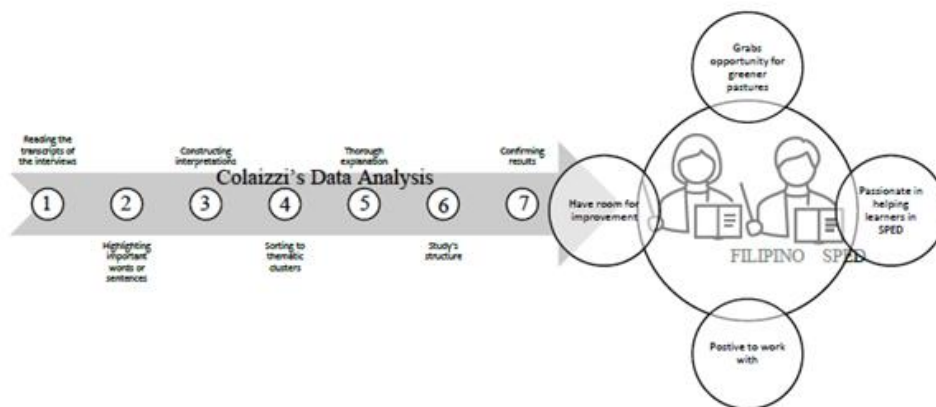 Grabs
opportunity for
greener
pastures
Reading the
transcripts of
the interviews
Constructing
interpretations
Thorough
explanation
Confirming
results
Colaizzi's Data Analysis
1
2
3
4
5
6
7
Highlighting
important
words or
sentences
Sorting to
thematic
clusters
Study's
structure
Have room for
improvement
Passionate in
helping
learners in
SPED
FILIPINO SPED
Postive to work
with